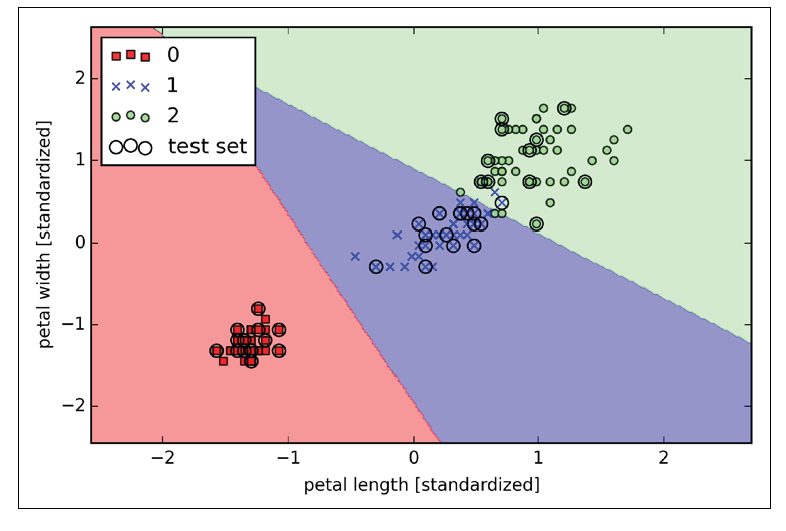 0
1
2
test set
2
1
0
−1
−2
petal width [standardized]
−2 −1 0 1 2
petal length [standardized]